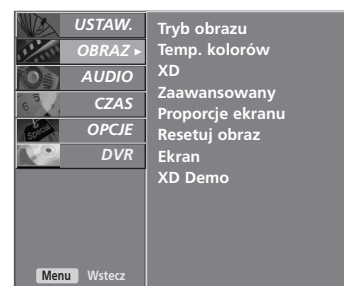 USTAW.
OBRAZ ►
AUDIO
CZAS
OPCJE
DVR
Tryb obrazu
Temp. kolorów
XD
Zaawansowany
Proporcje ekranu
Resetuj obraz
Ekran
XD Demo
Menu Wstecz
Special